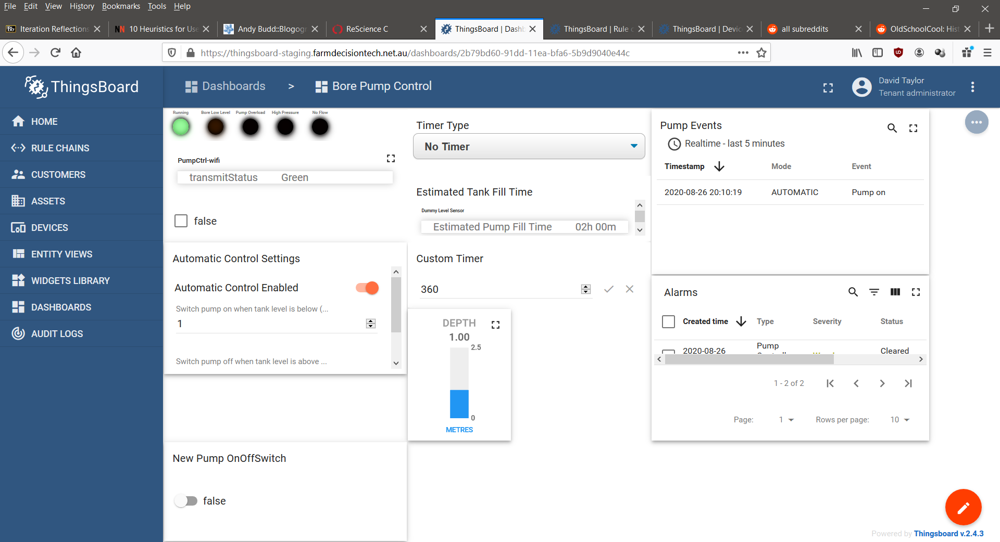 File Edit View History Bookmarks Tools Help
Iteration Reflections
10 Heuristics for Use
Andy Budd::Blogogr
ReScience C
ThingsBoard | Dashb
ThingsBoard | Rule c
ThingsBoard | Devic
all subreddits
OldSchoolCool: Hist
https://thingsboard-staging.farmdecisiontech.net.au/dashboards/2b79bd60-91dd-11ea-bfa6-5b9d9040e44c
ThingsBoard
Dashboards > Bore Pump Control
David Taylor
Tenant administrator
HOME
RULE CHAINS
CUSTOMERS
ASSETS
DEVICES
ENTITY VIEWS
WIDGETS LIBRARY
DASHBOARDS
AUDIT LOGS
Running Bore Low Level Pump Overload High Pressure No Flow
PumpCtrl-wifi
transmitStatus Green
false
Automatic Control Settings
Automatic Control Enabled
Switch pump on when tank level is below (...
1
Switch pump off when tank level is above ...
New Pump OnOffSwitch
false
Timer Type
No Timer
Estimated Tank Fill Time
Dummy Level Sensor
Estimated Pump Fill Time 02h 00m
Custom Timer
360
DEPTH
1.00
2.5
0
METRES
Pump Events
Realtime - last 5 minutes
Timestamp Mode Event
2020-08-26 20:10:19 AUTOMATIC Pump on
Alarms
Created time Type Severity Status
2020-08-26 Pump Cleared
1 - 2 of 2
Page: 1 Rows per page: 10
Powered by Thingsboard v.2.4.3